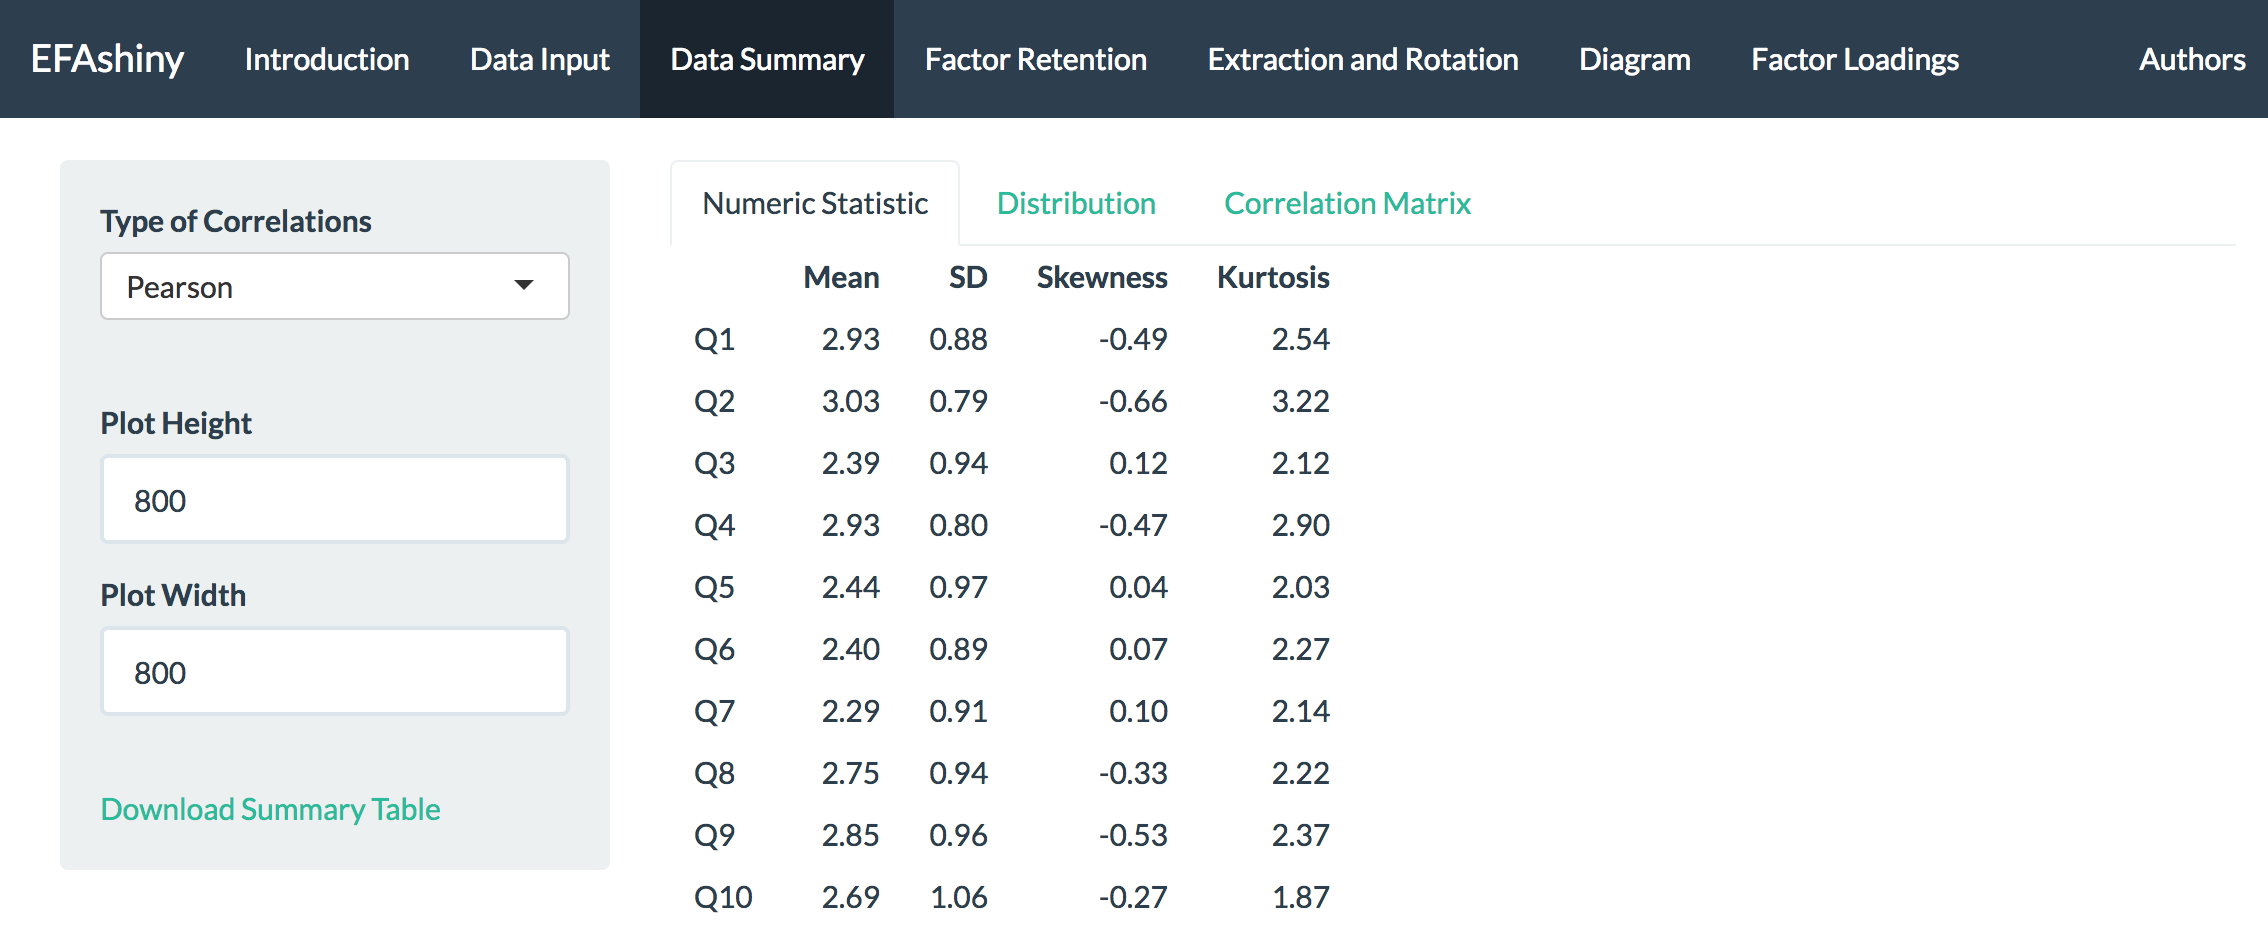 EFAshiny Introduction Data Input Data Summary Factor Retention Extraction and Rotation Diagram Factor Loadings Authors
Type of Correlations
Pearson
Plot Height
800
Plot Width
800
Download Summary Table
Numeric Statistic Distribution Correlation Matrix
Mean SD Skewness Kurtosis
Q1 2.93 0.88 -0.49 2.54
Q2 3.03 0.79 -0.66 3.22
Q3 2.39 0.94 0.12 2.12
Q4 2.93 0.80 -0.47 2.90
Q5 2.44 0.97 0.04 2.03
Q6 2.40 0.89 0.07 2.27
Q7 2.29 0.91 0.10 2.14
Q8 2.75 0.94 -0.33 2.22
Q9 2.85 0.96 -0.53 2.37
Q10 2.69 1.06 -0.27 1.87